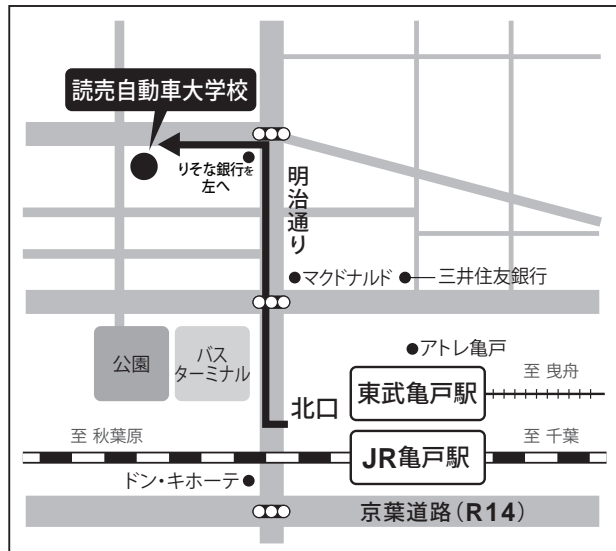 読売自動車大学校
りそな銀行を
左へ
明治通り
マクドナルド
三井住友銀行
公園
バス
ターミナル
アトレ亀戸
至 曳舟
東武亀戸駅
北口
至 秋葉原
JR亀戸駅
至 千葉
ドン・キホーテ
京葉道路（R14）